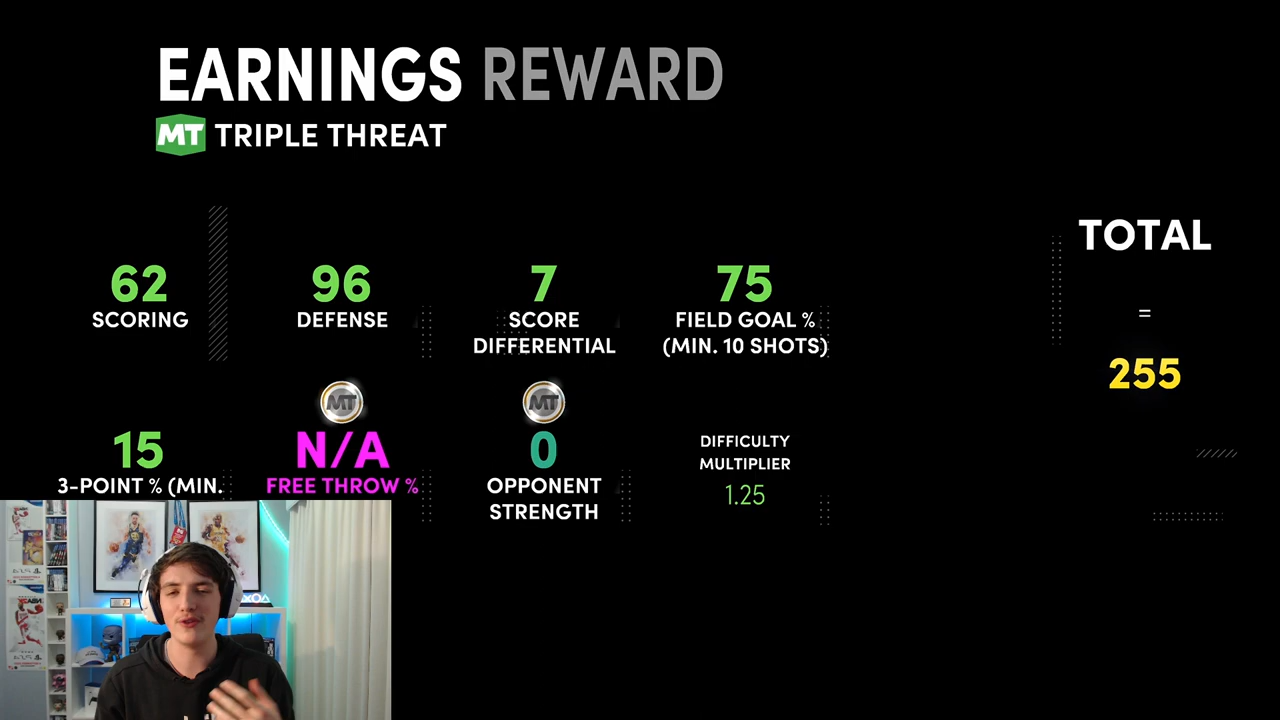 EARNINGS REWARD
MT TRIPLE THREAT
TOTAL
62
SCORING
96
DEFENSE
7
SCORE
DIFFERENTIAL
75
FIELD GOAL %
(MIN. 10 SHOTS)
=
255
MT
MT
15
3-POINT % (MIN.
N/A
FREE THROW %
0
OPPONENT
STRENGTH
DIFFICULTY
MULTIPLIER
1.25